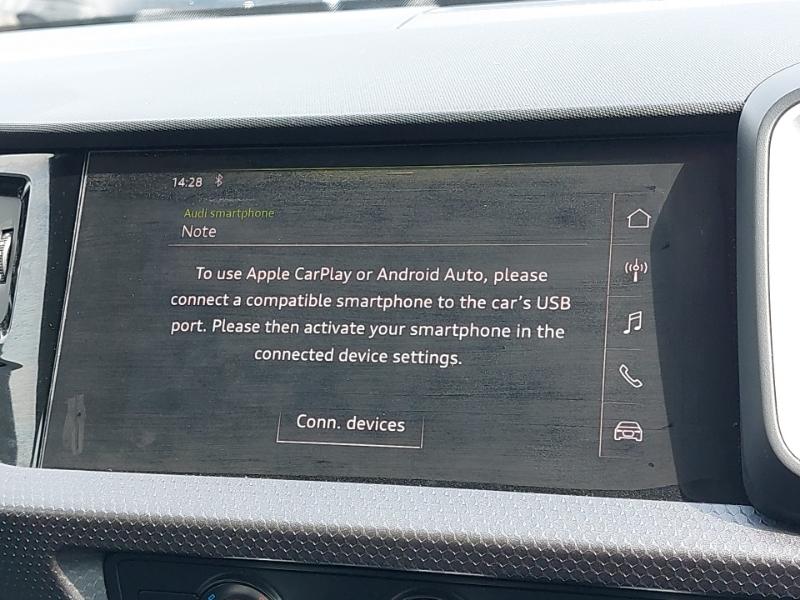 14:28
Audi smartphone
Note
To use Apple CarPlay or Android Auto, please
connect a compatible smartphone to the car's USB
port. Please then activate your smartphone in the
connected device settings.
Conn. devices